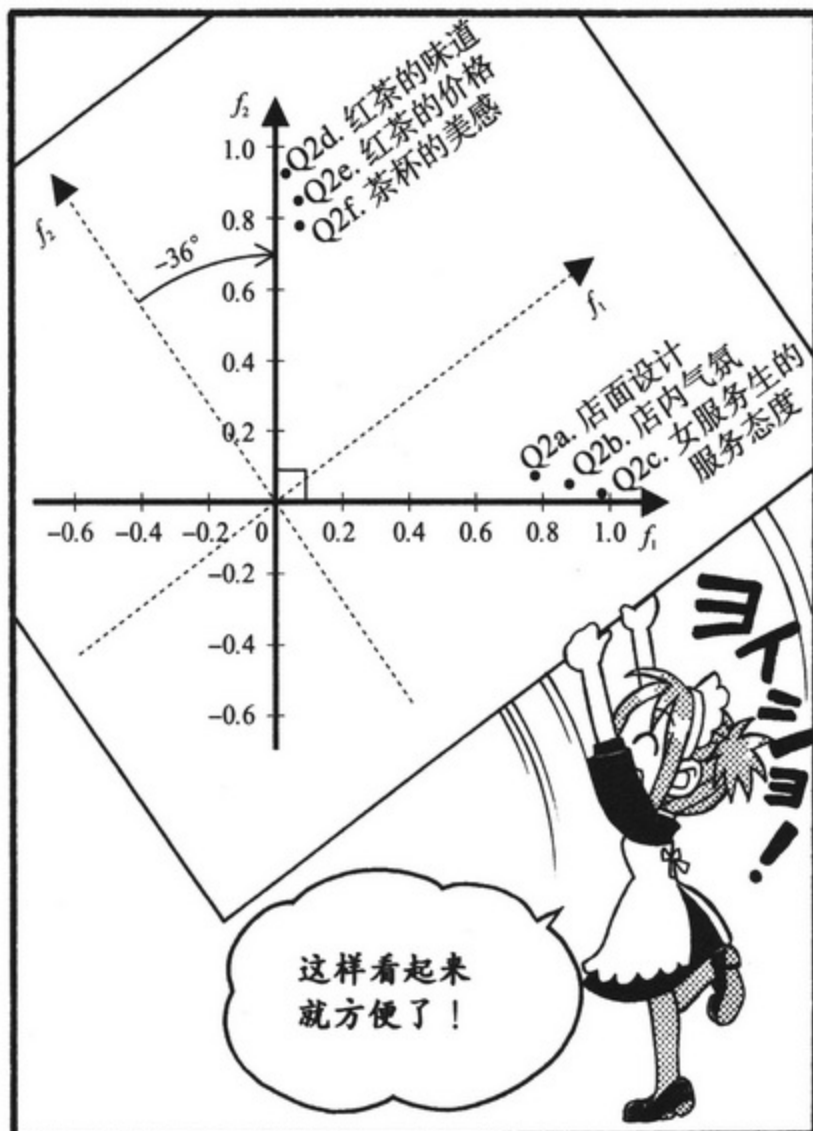 f₂
1.0
0.8
0.6
0.4
0.2
Q2d. 红茶的味道
Q2e. 红茶的价格
Q2f. 茶杯的美感
f₂
−36°
f₁
Q2a. 店面设计
Q2b. 店内气氛
Q2c. 女服务生的
服务态度
−0.6 −0.4 −0.2 0 0.2 0.4 0.6 0.8 1.0 f₁
−0.2
−0.4
−0.6
ヨイショ!
这样看起来
就方便了!